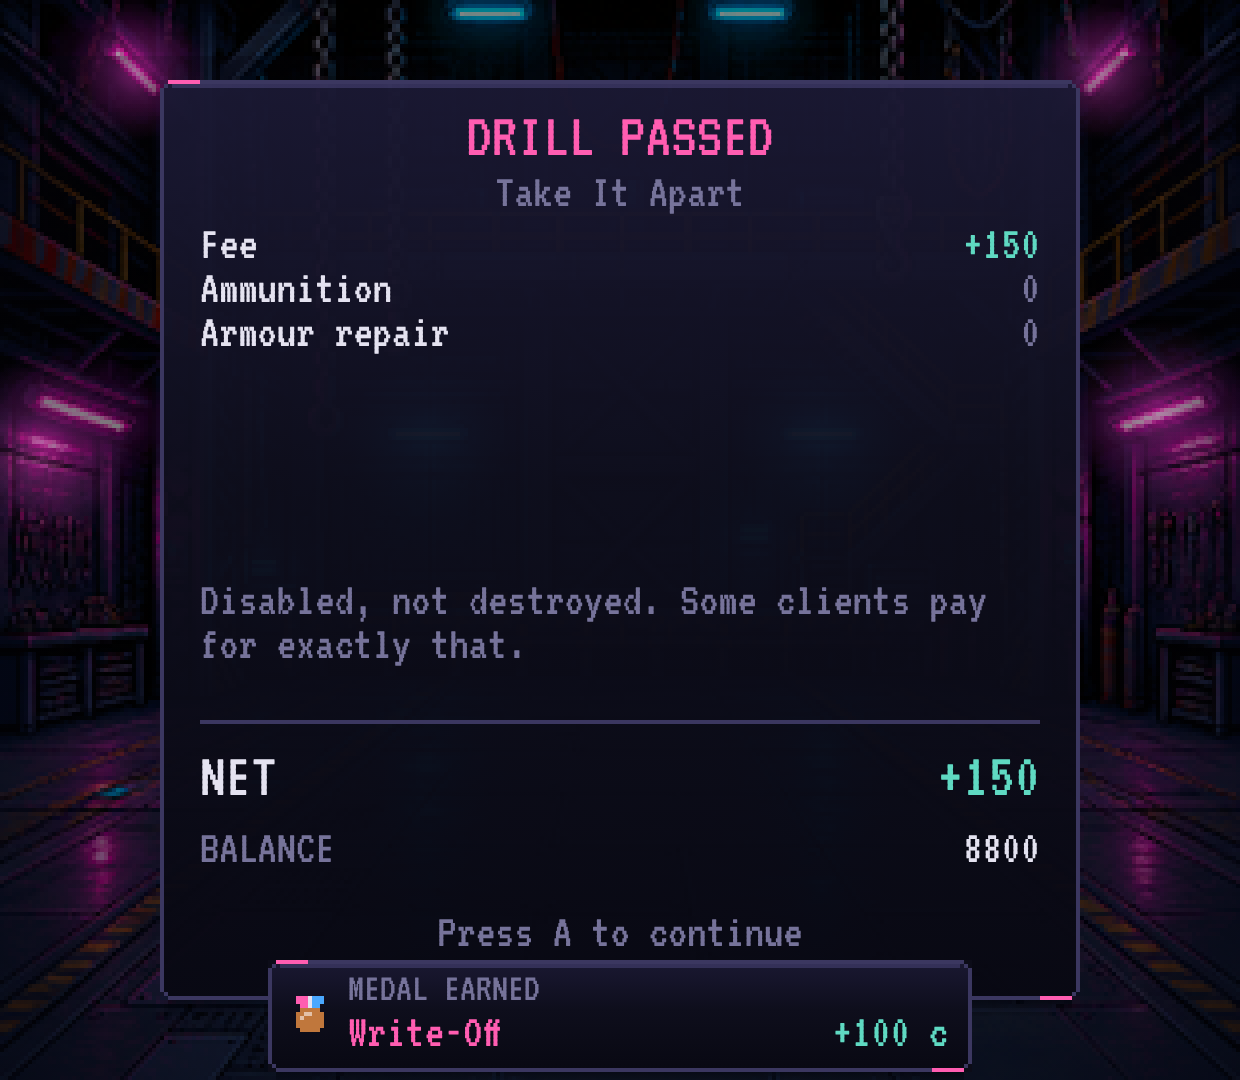 DRILL PASSED
Take It Apart
Fee +150
Ammunition 0
Armour repair 0
Disabled, not destroyed. Some clients pay
for exactly that.
NET +150
BALANCE 8800
Press A to continue
MEDAL EARNED
Write-Off +100 c